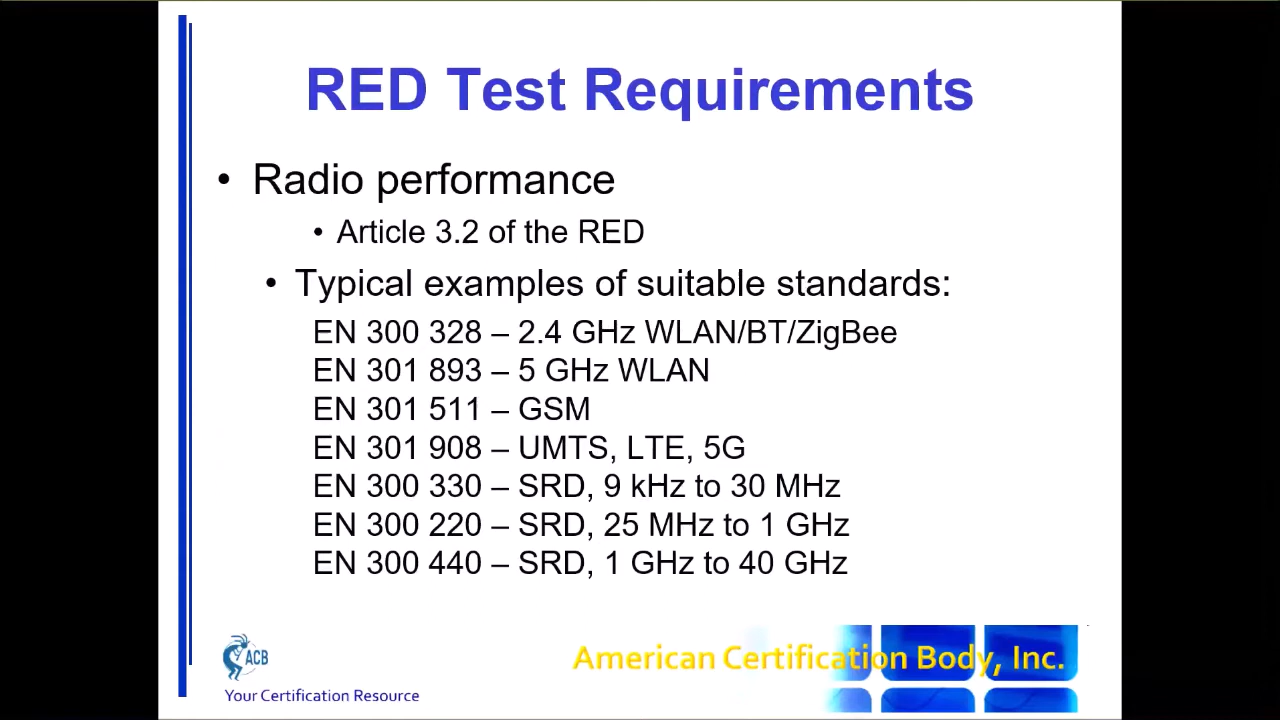 RED Test Requirements
• Radio performance
• Article 3.2 of the RED
• Typical examples of suitable standards:
EN 300 328 – 2.4 GHz WLAN/BT/ZigBee
EN 301 893 – 5 GHz WLAN
EN 301 511 – GSM
EN 301 908 – UMTS, LTE, 5G
EN 300 330 – SRD, 9 kHz to 30 MHz
EN 300 220 – SRD, 25 MHz to 1 GHz
EN 300 440 – SRD, 1 GHz to 40 GHz
ACB
American Certification Body, Inc.
Your Certification Resource